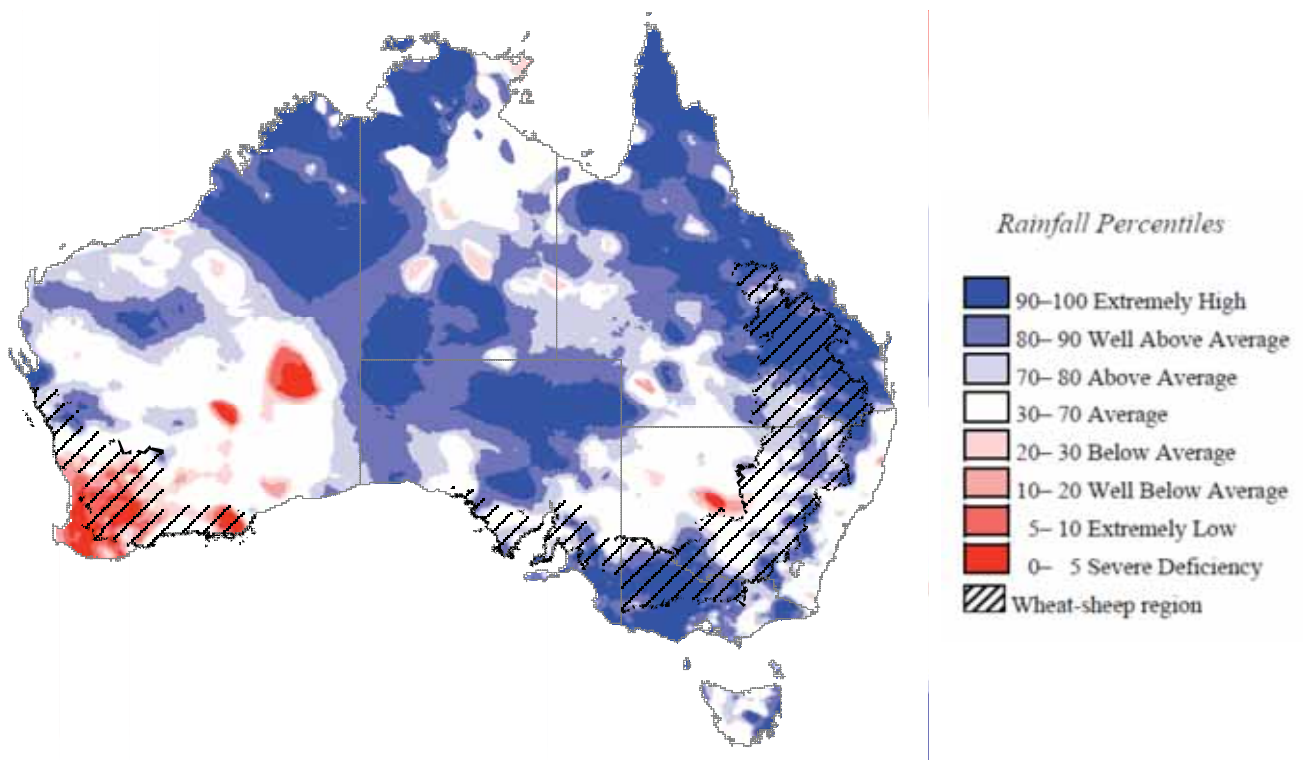 Rainfall Percentiles
90–100 Extremely High
80– 90 Well Above Average
70– 80 Above Average
30– 70 Average
20– 30 Below Average
10– 20 Well Below Average
5– 10 Extremely Low
0– 5 Severe Deficiency
Wheat-sheep region